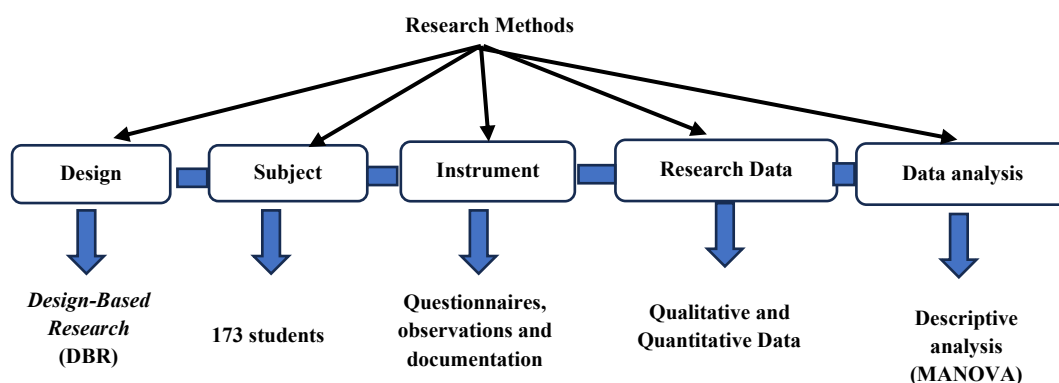 Research Methods
Design
Subject
Instrument
Research Data
Data analysis
Design-Based
Research
(DBR)
173 students
Questionnaires,
observations and
documentation
Qualitative and
Quantitative Data
Descriptive
analysis
(MANOVA)